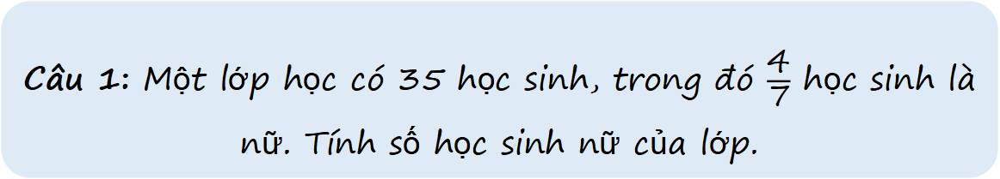 Câu 1: Một lớp học có 35 học sinh, trong đó 4/7 học sinh là
nữ. Tính số học sinh nữ của lớp.